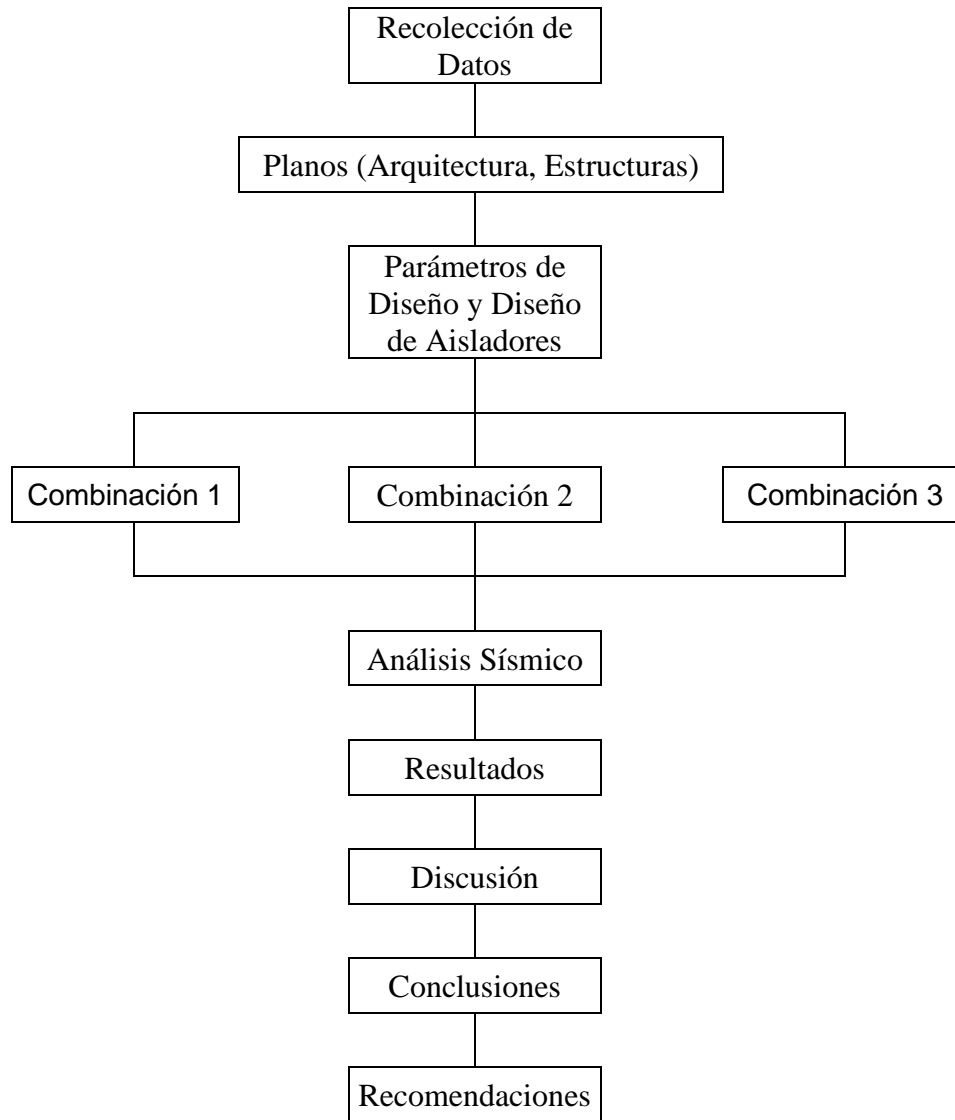 Recolección de
Datos
Planos (Arquitectura, Estructuras)
Parámetros de
Diseño y Diseño
de Aisladores
Combinación 1
Combinación 2
Combinación 3
Análisis Sísmico
Resultados
Discusión
Conclusiones
Recomendaciones